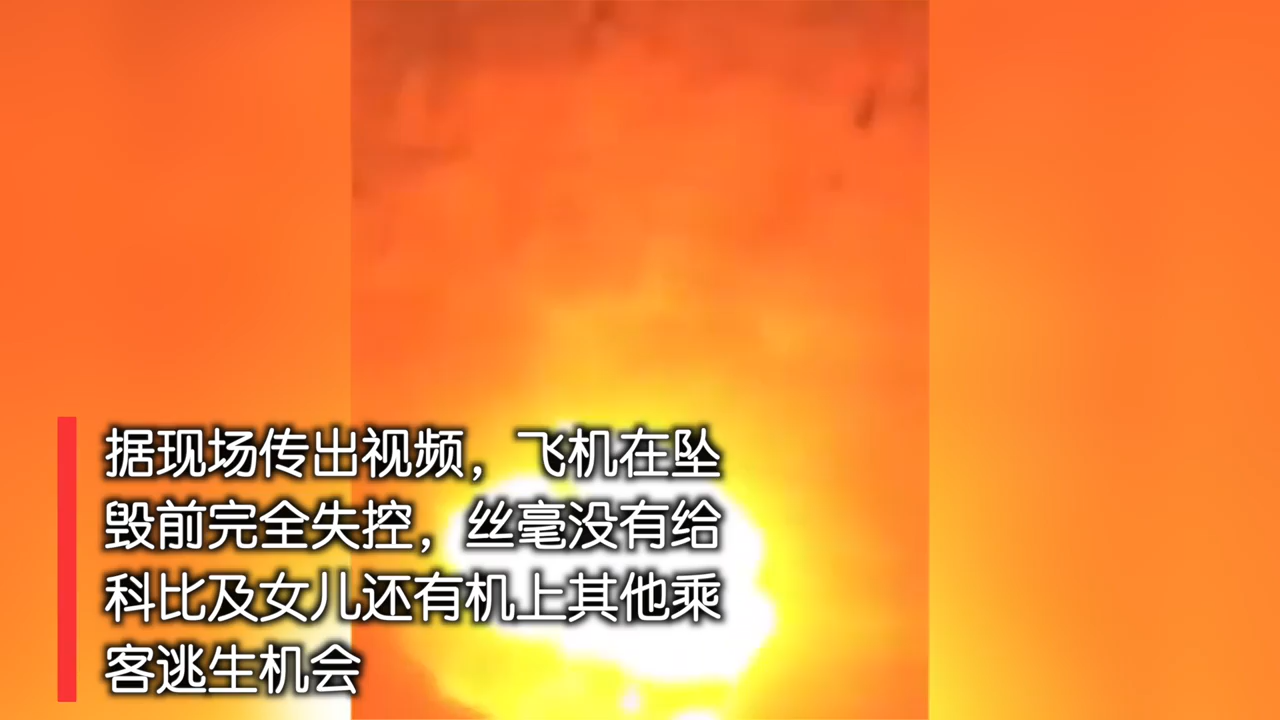 据现场传出视频，飞机在坠
毁前完全失控，丝毫没有给
科比及女儿还有机上其他乘
客逃生机会